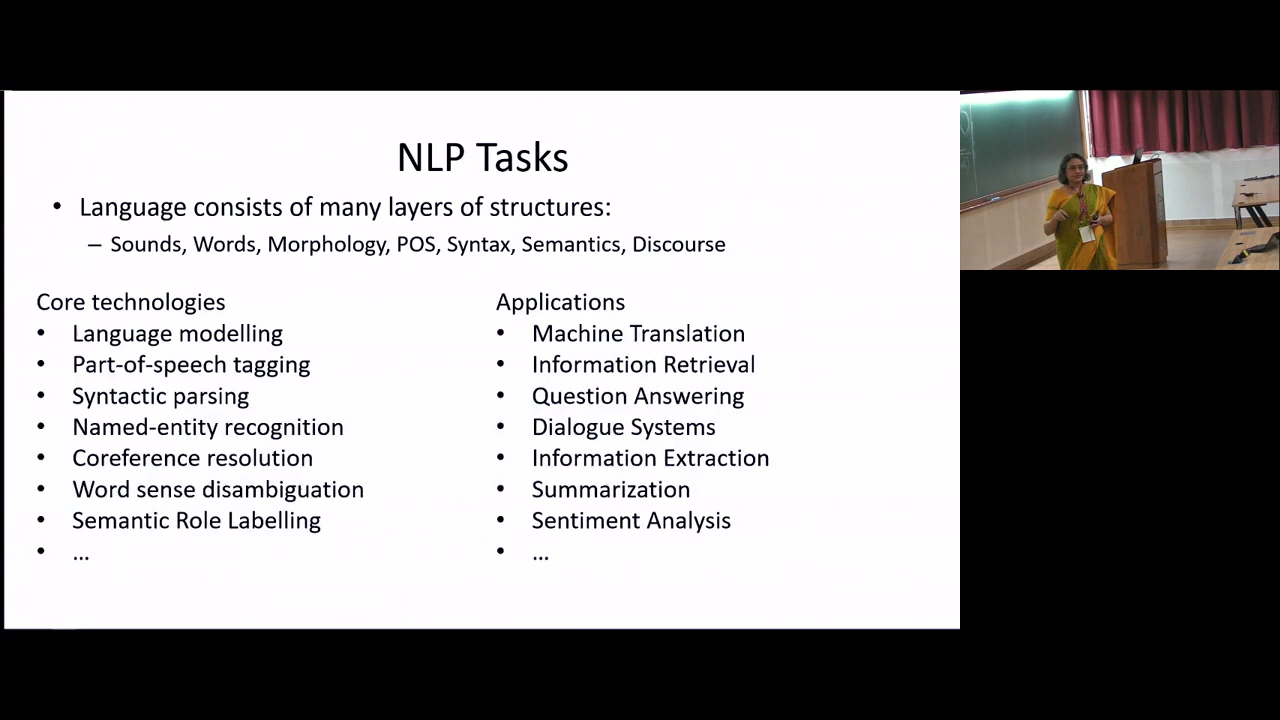 NLP Tasks
• Language consists of many layers of structures:
– Sounds, Words, Morphology, POS, Syntax, Semantics, Discourse
Core technologies
• Language modelling
• Part-of-speech tagging
• Syntactic parsing
• Named-entity recognition
• Coreference resolution
• Word sense disambiguation
• Semantic Role Labelling
• ...
Applications
• Machine Translation
• Information Retrieval
• Question Answering
• Dialogue Systems
• Information Extraction
• Summarization
• Sentiment Analysis
• ...